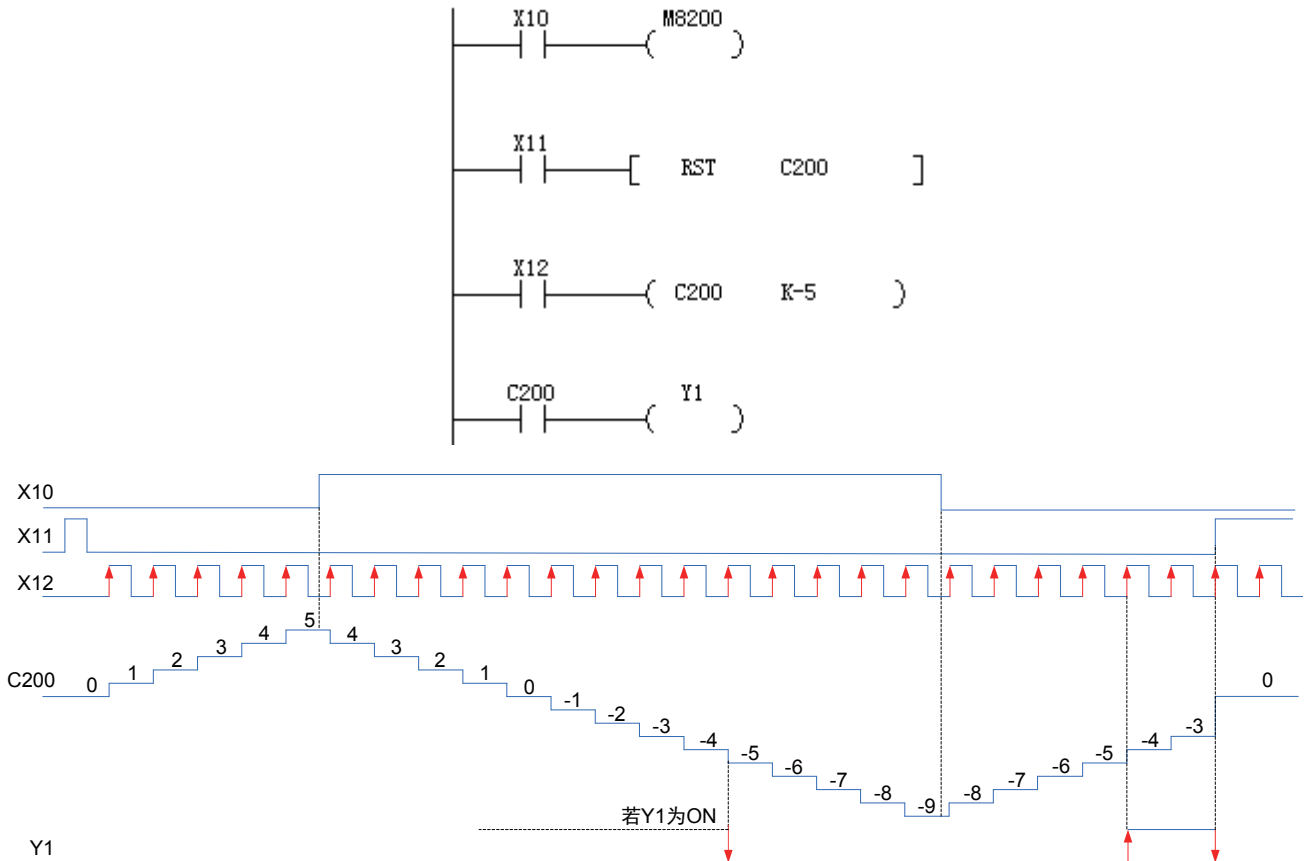 X10 M8200
X11
RST C200
X12
C200 K-5
C200 Y1
X10
X11
X12
C200
0 1 2 3 4 5 4 3 2 1 0 -1 -2 -3 -4 -5 -6 -7 -8 -9 -8 -7 -6 -5 -4 -3 0
若Y1为ON
Y1